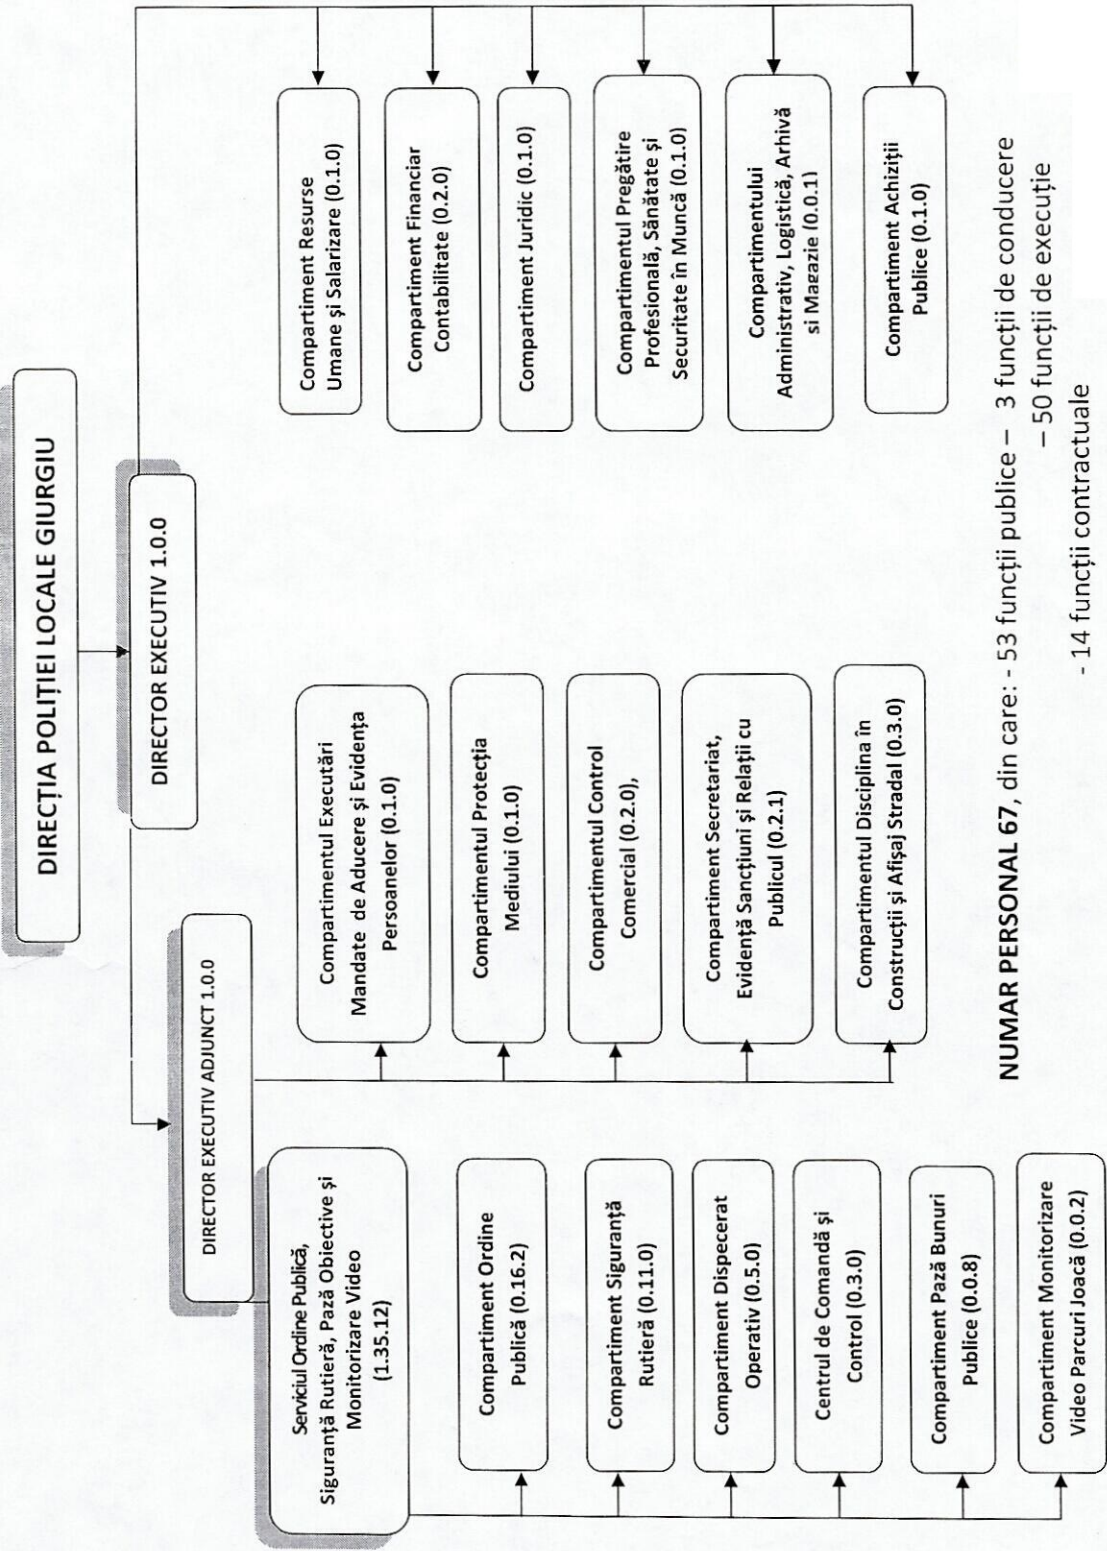 DIRECȚIA POLIȚIEI LOCALE GIURGIU
DIRECTOR EXECUTIV 1.0.0
DIRECTOR EXECUTIV ADJUNCT 1.0.0
Serviciul Ordine Publică,
Siguranță Rutieră, Pază Obiective și
Monitorizare Video
(1.35.12)
Compartiment Ordine
Publică (0.16.2)
Compartiment Siguranță
Rutieră (0.11.0)
Compartiment Dispecerat
Operativ (0.5.0)
Centrul de Comandă și
Control (0.3.0)
Compartiment Pază Bunuri
Publice (0.0.8)
Compartiment Monitorizare
Video Parcuri Joacă (0.0.2)
Compartimentul Executări
Mandate de Aducere și Evidența
Persoanelor (0.1.0)
Compartimentul Protecția
Mediului (0.1.0)
Compartimentul Control
Comercial (0.2.0),
Compartiment Secretariat,
Evidență Sancțiuni și Relații cu
Publicul (0.2.1)
Compartimentul Disciplina în
Construcții și Afișaj Stradal (0.3.0)
Compartiment Resurse
Umane și Salarizare (0.1.0)
Compartiment Financiar
Contabilitate (0.2.0)
Compartiment Juridic (0.1.0)
Compartimentul Pregătire
Profesională, Sănătate și
Securitate în Muncă (0.1.0)
Compartimentului
Administrativ, Logistică, Arhivă
si Magazie (0.0.1)
Compartiment Achiziții
Publice (0.1.0)
NUMAR PERSONAL 67, din care: - 53 funcții publice – 3 funcții de conducere
– 50 funcții de execuție
- 14 funcții contractuale